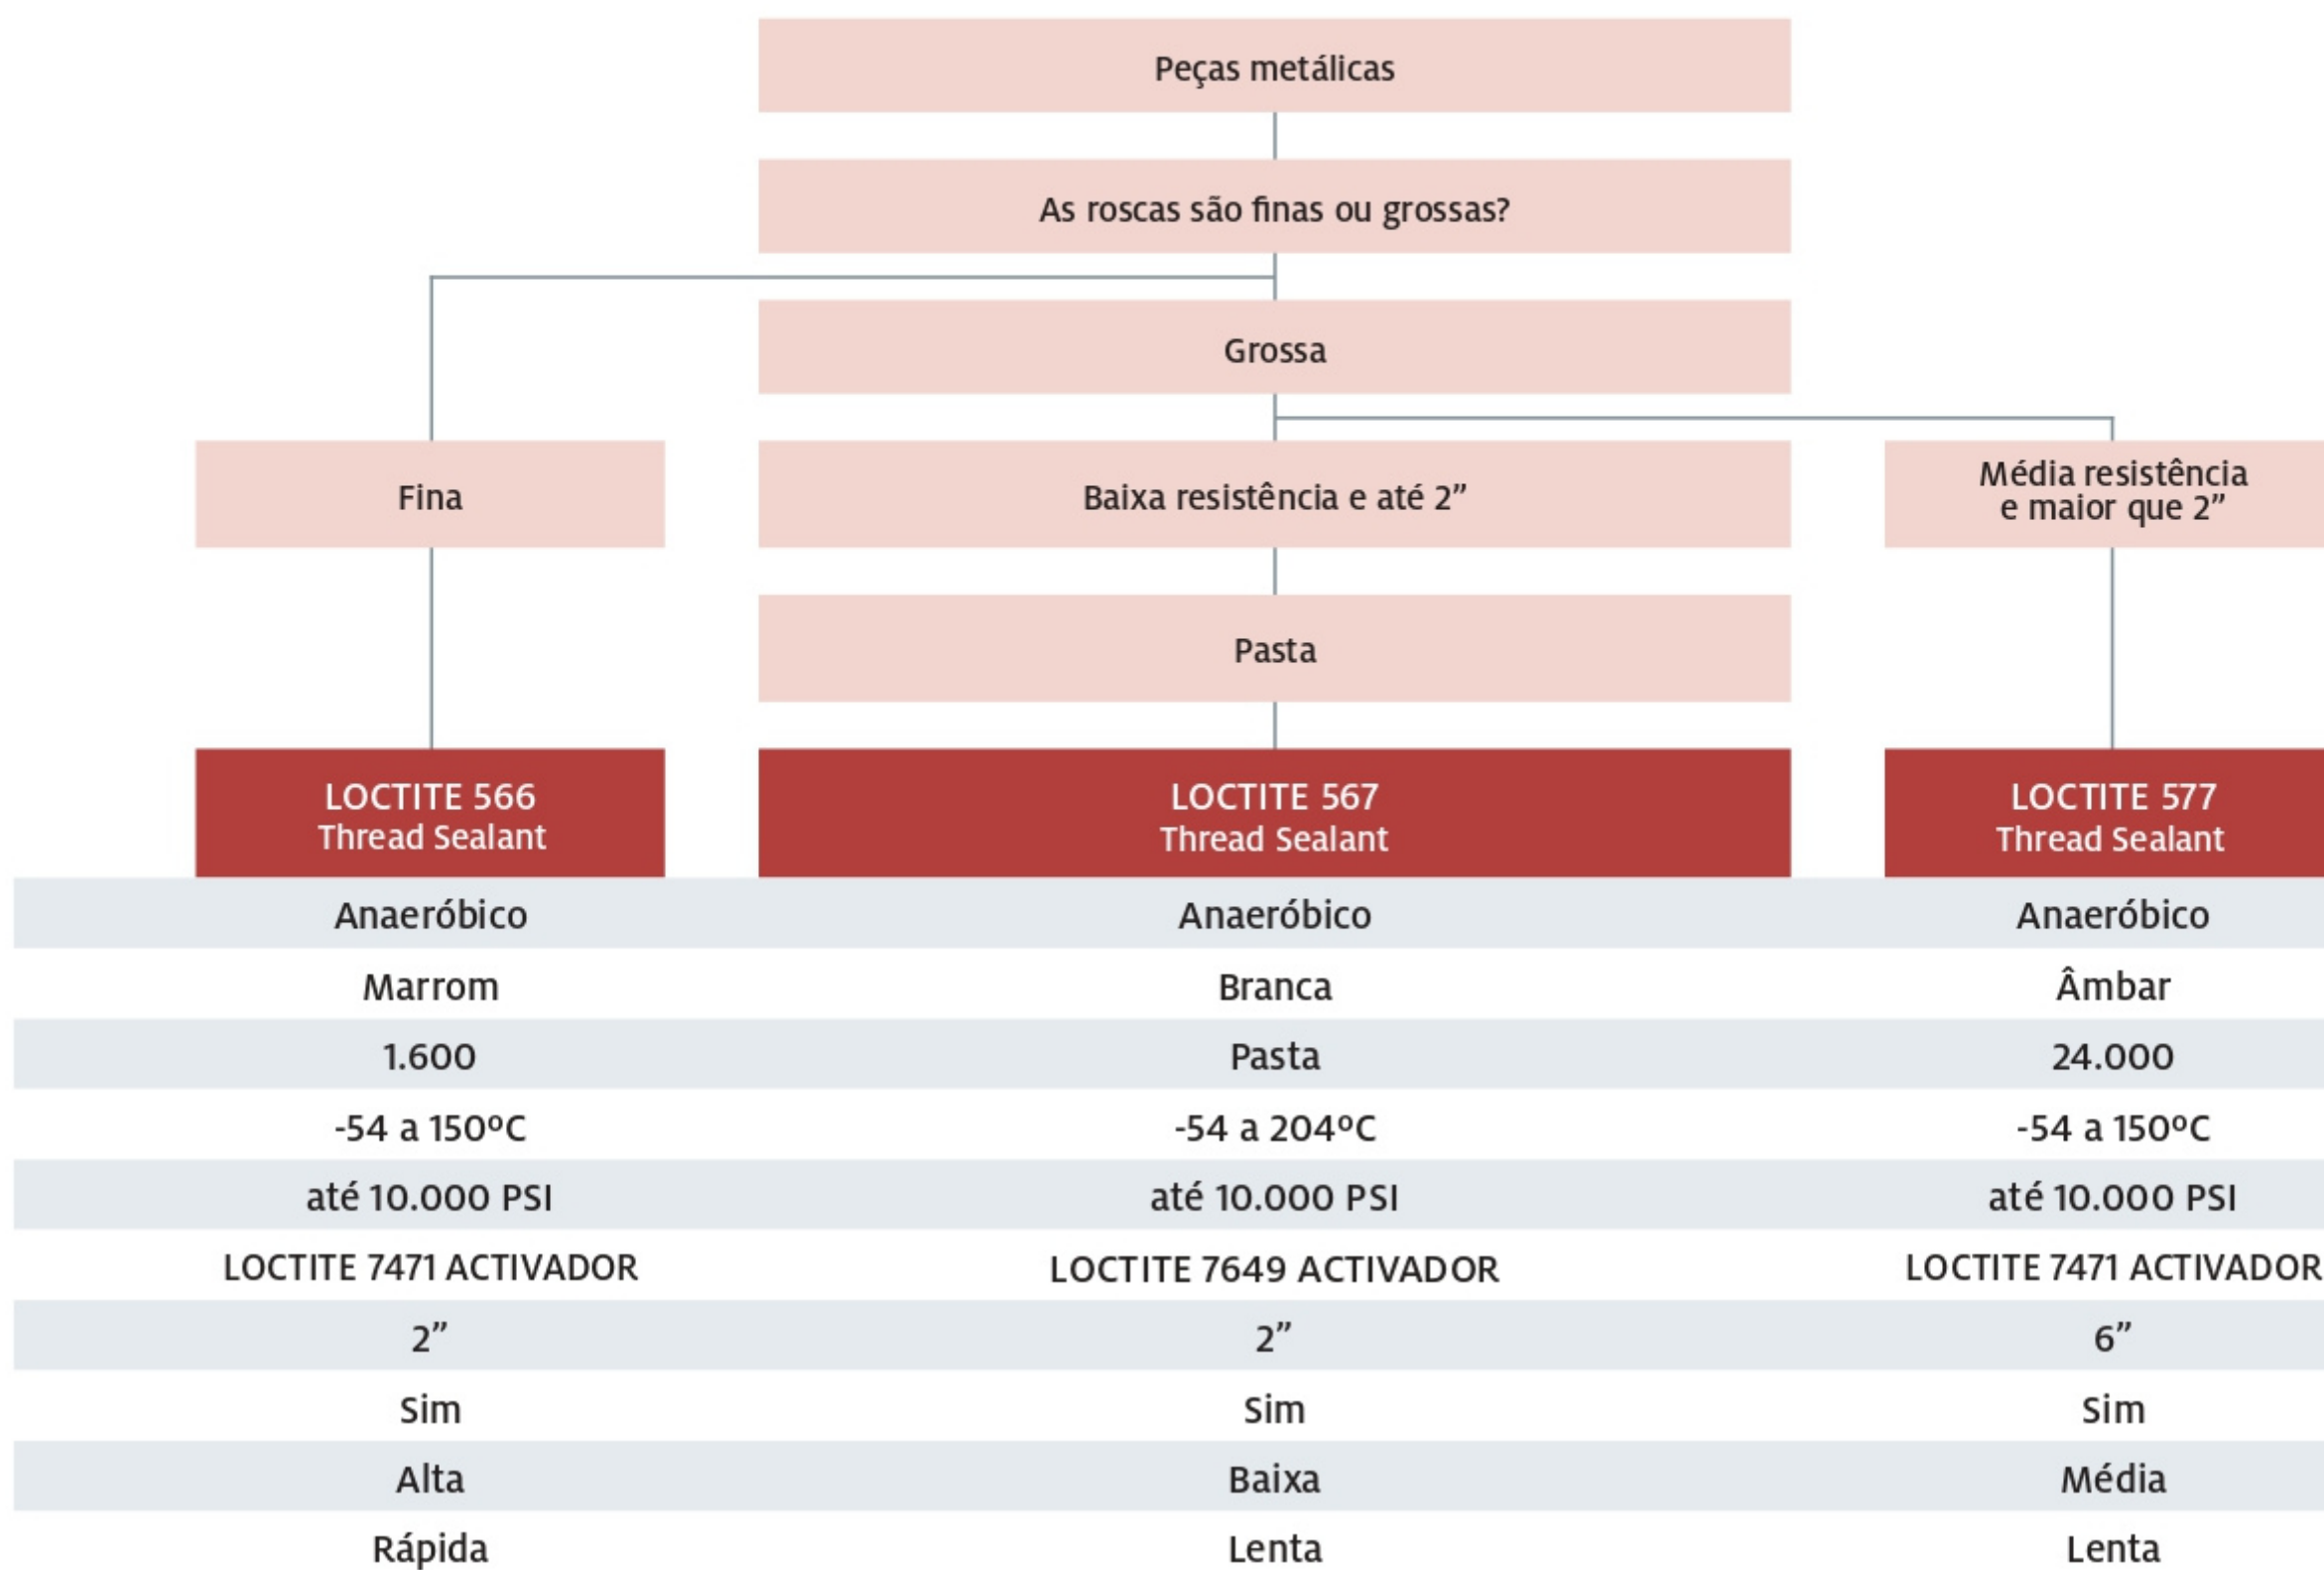 Peças metálicas
As roscas são finas ou grossas?
Grossa
Fina
Baixa resistência e até 2”
Média resistência
e maior que 2”
Pasta
LOCTITE 566
Thread Sealant
LOCTITE 567
Thread Sealant
LOCTITE 577
Thread Sealant
Anaeróbico Anaeróbico Anaeróbico
Marrom Branca Âmbar
1.600 Pasta 24.000
-54 a 150ºC -54 a 204ºC -54 a 150ºC
até 10.000 PSI até 10.000 PSI até 10.000 PSI
LOCTITE 7471 ACTIVADOR LOCTITE 7649 ACTIVADOR LOCTITE 7471 ACTIVADOR
2” 2” 6”
Sim Sim Sim
Alta Baixa Média
Rápida Lenta Lenta